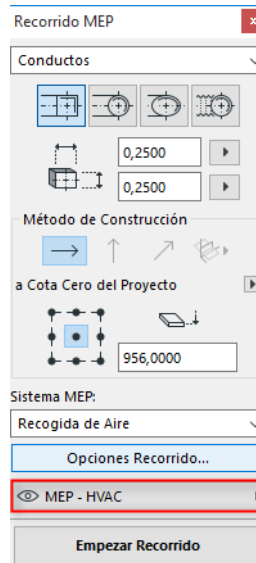 Recorrido MEP
Conductos
0,2500
0,2500
Método de Construcción
a Cota Cero del Proyecto
956,0000
Sistema MEP:
Recogida de Aire
Opciones Recorrido...
MEP - HVAC
Empezar Recorrido